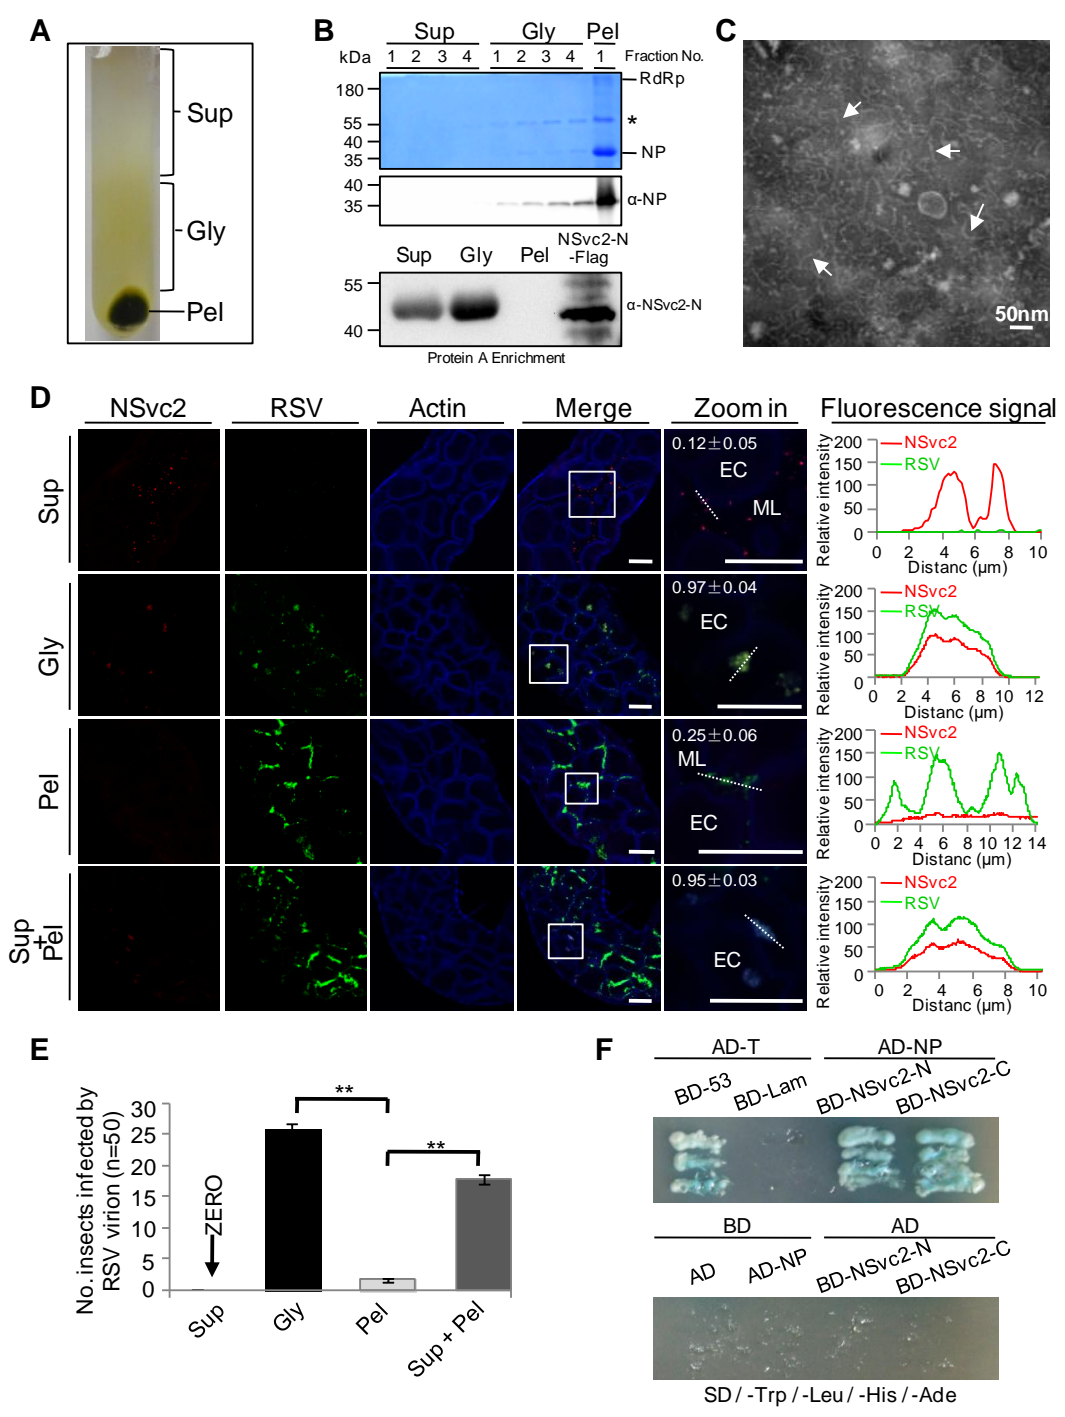 A
Sup
Gly
Pel
B
Sup Gly Pel
kDa 1 2 3 4 1 2 3 4 1 Fraction No.
180 RdRp
55 *
40
35 NP
40
35 α-NP
Sup Gly Pel NSvc2-N
-Flag
55
α-NSvc2-N
40
Protein A Enrichment
C
50nm
D
NSvc2 RSV Actin Merge Zoom in Fluorescence signal
Sup
0.12±0.05
EC
ML
Relative intensity
200
150
100
50
0
NSvc2
RSV
0 2 4 6 8 10
Distanc (µm)
Gly
0.97±0.04
EC
Relative intensity
200
150
100
50
0
NSvc2
RSV
0 2 4 6 8 10 12
Distanc (µm)
Pel
0.25±0.06
ML
EC
Relative intensity
200
150
100
50
0
NSvc2
RSV
0 2 4 6 8 10 12 14
Distanc (µm)
Sup
+
Pel
0.95±0.03
EC
Relative intensity
200
150
100
50
0
NSvc2
RSV
0 2 4 6 8 10
Distanc (µm)
E
No. insects infected by
RSV virion (n=50)
30
25
20
15
10
5
0
ZERO
**
**
Sup Gly Pel Sup + Pel
F
AD-T AD-NP
BD-53 BD-Lam BD-NSvc2-N BD-NSvc2-C
BD AD
AD AD-NP BD-NSvc2-N BD-NSvc2-C
SD / -Trp / -Leu / -His / -Ade